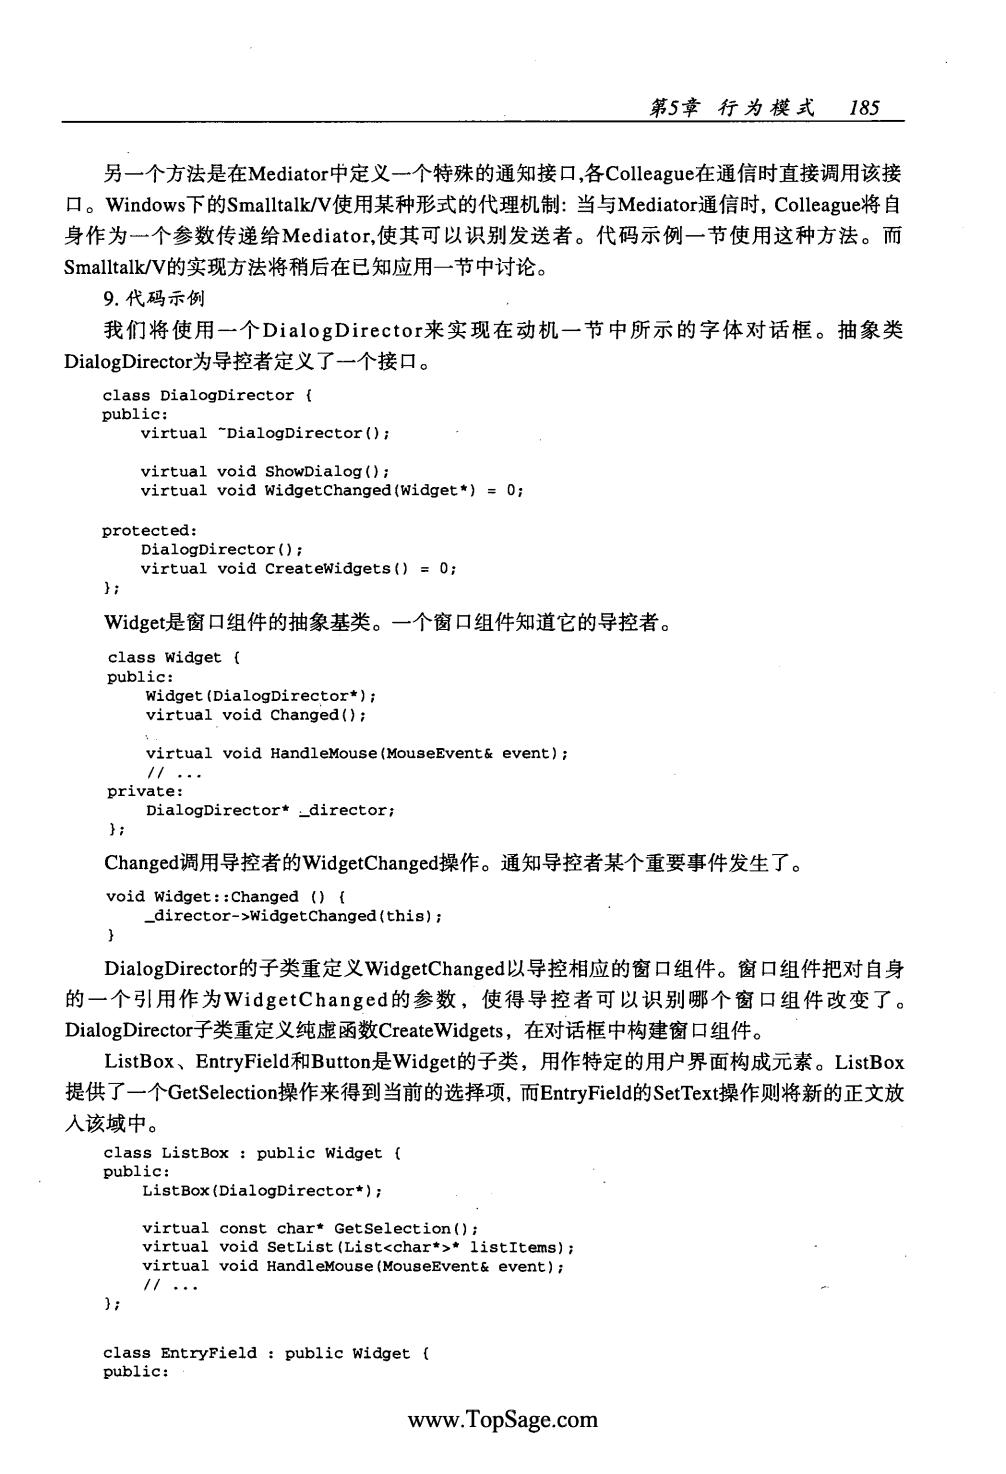 第5章 行为模式 185
另一个方法是在Mediator中定义一个特殊的通知接口,各Colleague在通信时直接调用该接
口。Windows下的Smalltalk/V使用某种形式的代理机制: 当与Mediator通信时, Colleague将自
身作为一个参数传递给Mediator,使其可以识别发送者。代码示例一节使用这种方法。而
Smalltalk/V的实现方法将稍后在已知应用一节中讨论。
9. 代码示例
我们将使用一个DialogDirector来实现在动机一节中所示的字体对话框。抽象类
DialogDirector为导控者定义了一个接口。
class DialogDirector {
public:
virtual ~DialogDirector();
virtual void ShowDialog();
virtual void WidgetChanged(Widget*) = 0;
protected:
DialogDirector();
virtual void CreateWidgets() = 0;
};
Widget是窗口组件的抽象基类。一个窗口组件知道它的导控者。
class Widget {
public:
Widget(DialogDirector*);
virtual void Changed();
virtual void HandleMouse(MouseEvent& event);
// ...
private:
DialogDirector* _director;
};
Changed调用导控者的WidgetChanged操作。通知导控者某个重要事件发生了。
void Widget::Changed () {
_director->WidgetChanged(this);
}
DialogDirector的子类重定义WidgetChanged以导控相应的窗口组件。窗口组件把对自身
的一个引用作为WidgetChanged的参数，使得导控者可以识别哪个窗口组件改变了。
DialogDirector子类重定义纯虚函数CreateWidgets，在对话框中构建窗口组件。
ListBox、EntryField和Button是Widget的子类，用作特定的用户界面构成元素。ListBox
提供了一个GetSelection操作来得到当前的选择项, 而EntryField的SetText操作则将新的正文放
入该域中。
class ListBox : public Widget {
public:
ListBox(DialogDirector*);
virtual const char* GetSelection();
virtual void SetList(List<char*>* listItems);
virtual void HandleMouse(MouseEvent& event);
// ...
};
class EntryField : public Widget {
public:
www.TopSage.com